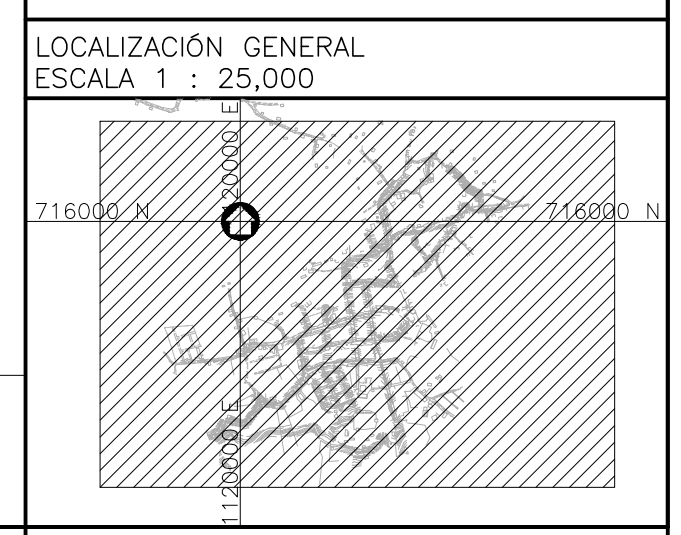 LOCALIZACIÓN GENERAL
ESCALA 1 : 25,000
1120000 E
716000 N
716000 N
1120000 E